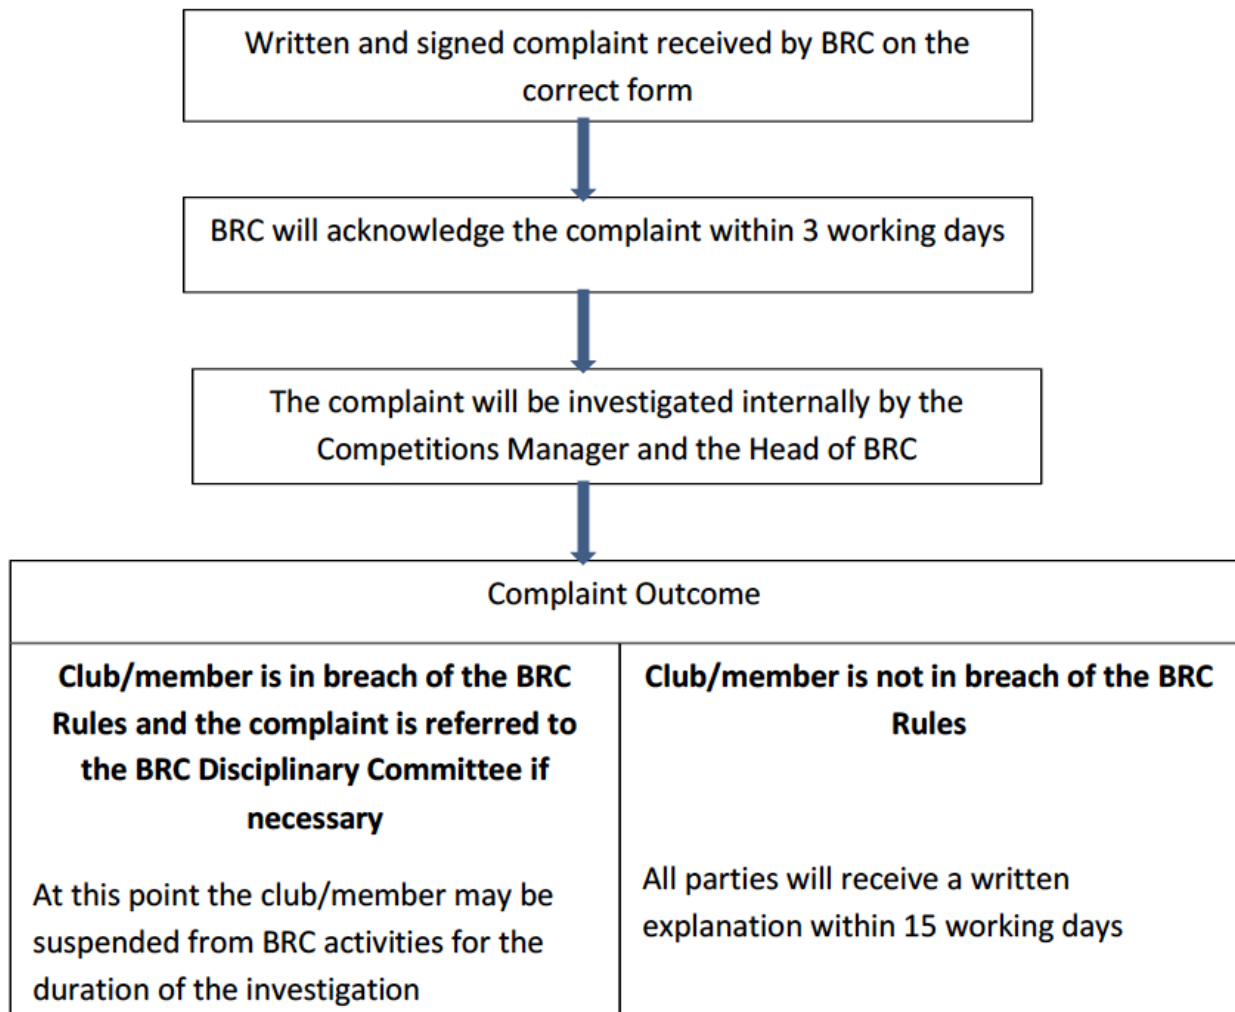 Written and signed complaint received by BRC on the
correct form
BRC will acknowledge the complaint within 3 working days
The complaint will be investigated internally by the
Competitions Manager and the Head of BRC
Complaint Outcome
Club/member is in breach of the BRC
Rules and the complaint is referred to
the BRC Disciplinary Committee if
necessary
At this point the club/member may be
suspended from BRC activities for the
duration of the investigation
Club/member is not in breach of the BRC
Rules
All parties will receive a written
explanation within 15 working days